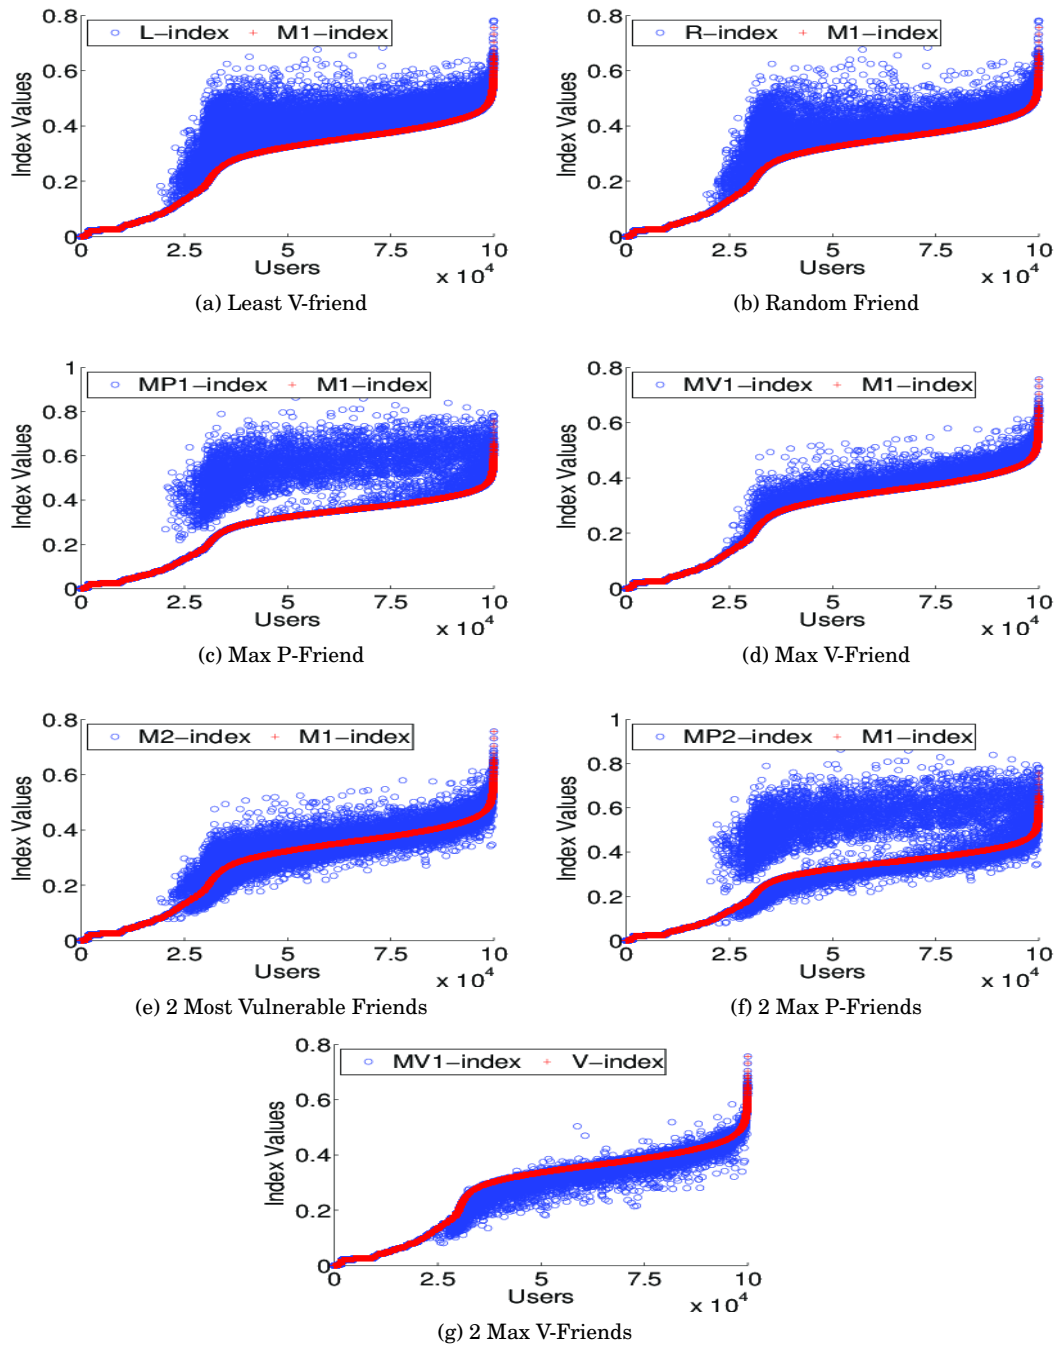 0.8
L-index M1-index
0.6
0.4
0.2
0
Index Values
0 2.5 5 7.5 10
Users
x 10^4
(a) Least V-friend
0.8
R-index M1-index
0.6
0.4
0.2
0
Index Values
0 2.5 5 7.5 10
Users
x 10^4
(b) Random Friend
1
MP1-index M1-index
0.8
0.6
0.4
0.2
0
Index Values
0 2.5 5 7.5 10
Users
x 10^4
(c) Max P-Friend
0.8
MV1-index M1-index
0.6
0.4
0.2
0
Index Values
0 2.5 5 7.5 10
Users
x 10^4
(d) Max V-Friend
0.8
M2-index M1-index
0.6
0.4
0.2
0
Index Values
0 2.5 5 7.5 10
Users
x 10^4
(e) 2 Most Vulnerable Friends
1
MP2-index M1-index
0.8
0.6
0.4
0.2
0
Index Values
0 2.5 5 7.5 10
Users
x 10^4
(f) 2 Max P-Friends
0.8
MV1-index V-index
0.6
0.4
0.2
0
Index Values
0 2.5 5 7.5 10
Users
x 10^4
(g) 2 Max V-Friends